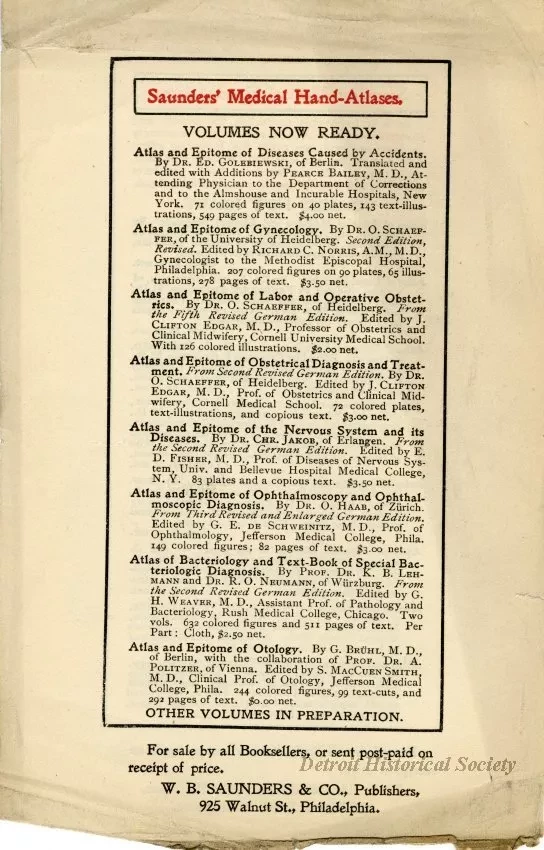 Saunders' Medical Hand-Atlases.
VOLUMES NOW READY.
Atlas and Epitome of Diseases Caused by Accidents.
By DR. ED. GOLEBIEWSKI, of Berlin. Translated and
edited with Additions by PEARCE BAILEY, M. D., At-
tending Physician to the Department of Corrections
and to the Almshouse and Incurable Hospitals, New
York. 71 colored figures on 40 plates, 143 text-illus-
trations, 549 pages of text. $4.00 net.
Atlas and Epitome of Gynecology. By DR. O. SCHAEF-
FER, of the University of Heidelberg. Second Edition,
Revised. Edited by RICHARD C. NORRIS, A.M., M.D.,
Gynecologist to the Methodist Episcopal Hospital,
Philadelphia. 207 colored figures on 90 plates, 65 illus-
trations, 278 pages of text. $3.50 net.
Atlas and Epitome of Labor and Operative Obstet-
rics. By DR. O. SCHAEFFER, of Heidelberg. From
the Fifth Revised German Edition. Edited by J.
CLIFTON EDGAR, M. D., Professor of Obstetrics and
Clinical Midwifery, Cornell University Medical School.
With 126 colored illustrations. $2.00 net.
Atlas and Epitome of Obstetrical Diagnosis and Treat-
ment. From Second Revised German Edition. By DR.
O. SCHAEFFER, of Heidelberg. Edited by J. CLIFTON
EDGAR, M. D., Prof. of Obstetrics and Clinical Mid-
wifery, Cornell Medical School. 72 colored plates,
text-illustrations, and copious text. $3.00 net.
Atlas and Epitome of the Nervous System and its
Diseases. By DR. CHR. JAKOB, of Erlangen. From
the Second Revised German Edition. Edited by E.
D. FISHER, M. D., Prof. of Diseases of Nervous Sys-
tem, Univ. and Bellevue Hospital Medical College,
N. Y. 83 plates and a copious text. $3.50 net.
Atlas and Epitome of Ophthalmoscopy and Ophthal-
moscopic Diagnosis. By DR. O. HAAB, of Zürich.
From Third Revised and Enlarged German Edition.
Edited by G. E. DE SCHWEINITZ, M. D., Prof. of
Ophthalmology, Jefferson Medical College, Phila.
149 colored figures; 82 pages of text. $3.00 net.
Atlas of Bacteriology and Text-Book of Special Bac-
teriologic Diagnosis. By PROF. DR. K. B. LEH-
MANN and DR. R. O. NEUMANN, of Würzburg. From
the Second Revised German Edition. Edited by G.
H. WEAVER, M. D., Assistant Prof. of Pathology and
Bacteriology, Rush Medical College, Chicago. Two
vols. 632 colored figures and 511 pages of text. Per
Part: Cloth, $2.50 net.
Atlas and Epitome of Otology. By G. BRÜHL, M. D.,
of Berlin, with the collaboration of PROF. DR. A.
POLITZER, of Vienna. Edited by S. MACCUEN SMITH,
M. D., Clinical Prof. of Otology, Jefferson Medical
College, Phila. 244 colored figures, 99 text-cuts, and
292 pages of text. $0.00 net.
OTHER VOLUMES IN PREPARATION.
For sale by all Booksellers, or sent post-paid on
receipt of price.
Detroit Historical Society
W. B. SAUNDERS & CO., Publishers,
925 Walnut St., Philadelphia.